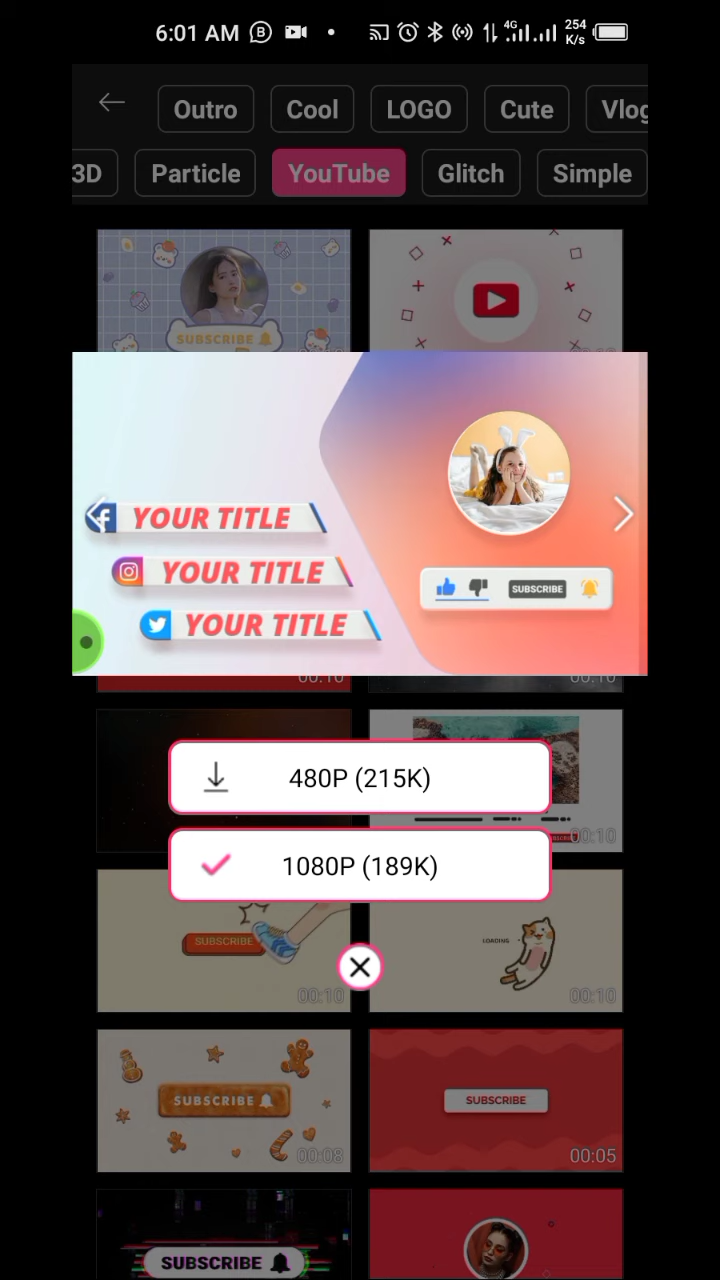 6:01 AM
4G
254
K/s
Outro
Cool
LOGO
Cute
Vlog
3D
Particle
YouTube
Glitch
Simple
SUBSCRIBE
YOUR TITLE
YOUR TITLE
YOUR TITLE
SUBSCRIBE
00:10
00:10
480P (215K)
00:10
1080P (189K)
SUBSCRIBE
LOADING
00:10
00:10
SUBSCRIBE
SUBSCRIBE
00:08
00:05
SUBSCRIBE